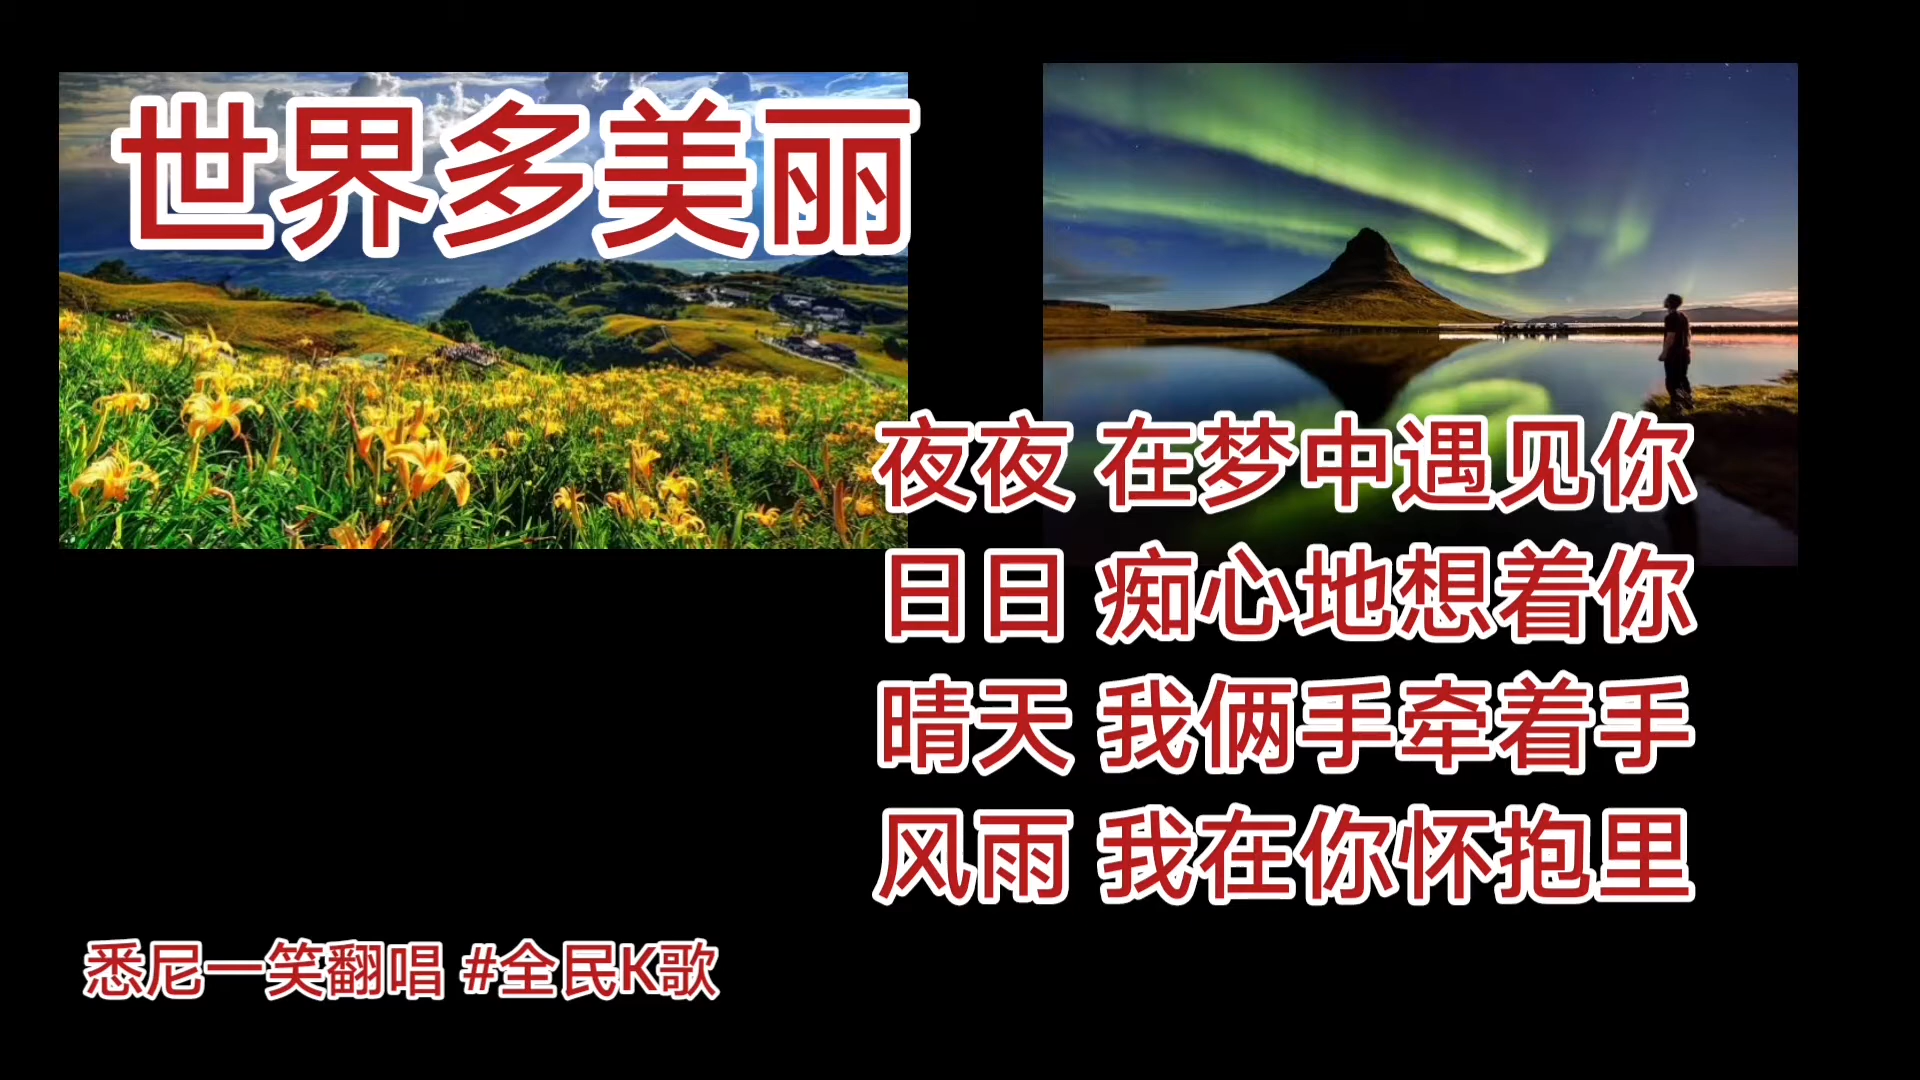 世界多美丽
夜夜 在梦中遇见你
日日 痴心地想着你
晴天 我俩手牵着手
风雨 我在你怀抱里
悉尼一笑翻唱 #全民K歌